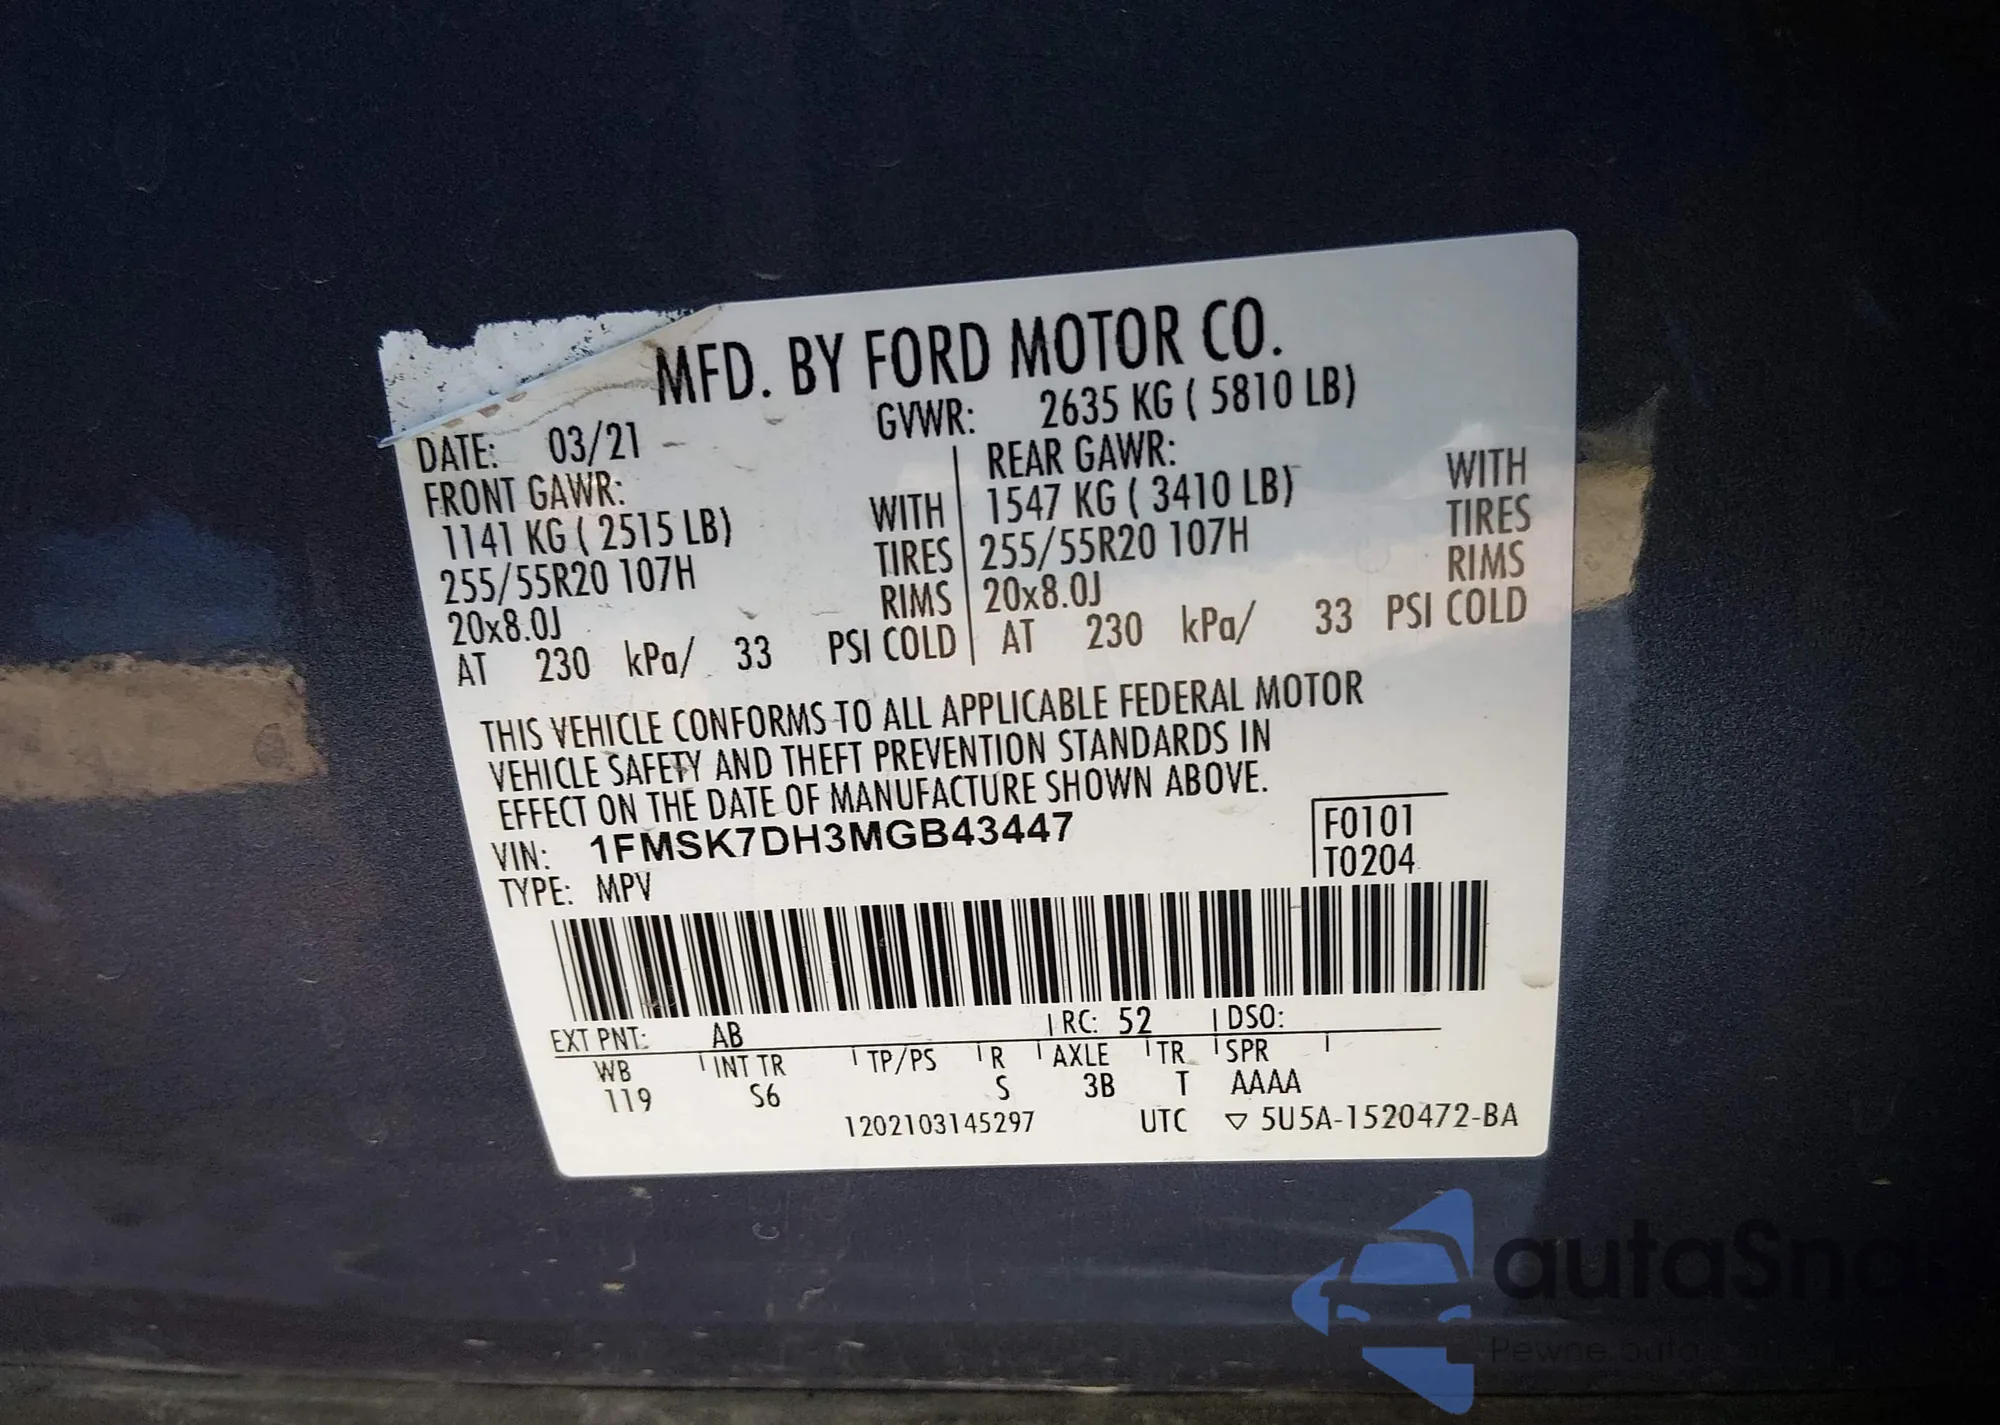 MFD. BY FORD MOTOR CO.
DATE: 03/21 GVWR: 2635 KG ( 5810 LB)
FRONT GAWR: REAR GAWR:
1141 KG ( 2515 LB) WITH 1547 KG ( 3410 LB) WITH
255/55R20 107H TIRES 255/55R20 107H TIRES
20x8.0J RIMS 20x8.0J RIMS
AT 230 kPa/ 33 PSI COLD AT 230 kPa/ 33 PSI COLD
THIS VEHICLE CONFORMS TO ALL APPLICABLE FEDERAL MOTOR
VEHICLE SAFETY AND THEFT PREVENTION STANDARDS IN
EFFECT ON THE DATE OF MANUFACTURE SHOWN ABOVE.
VIN: 1FMSK7DH3MGB43447 F0101
TYPE: MPV T0204
EXT PNT: AB RC: 52 DSO:
WB INT TR TP/PS R AXLE TR SPR
119 S6 S 3B T AAAA
1202103145297 UTC ▽ 5U5A-1520472-BA
autaSna
Pewne auta